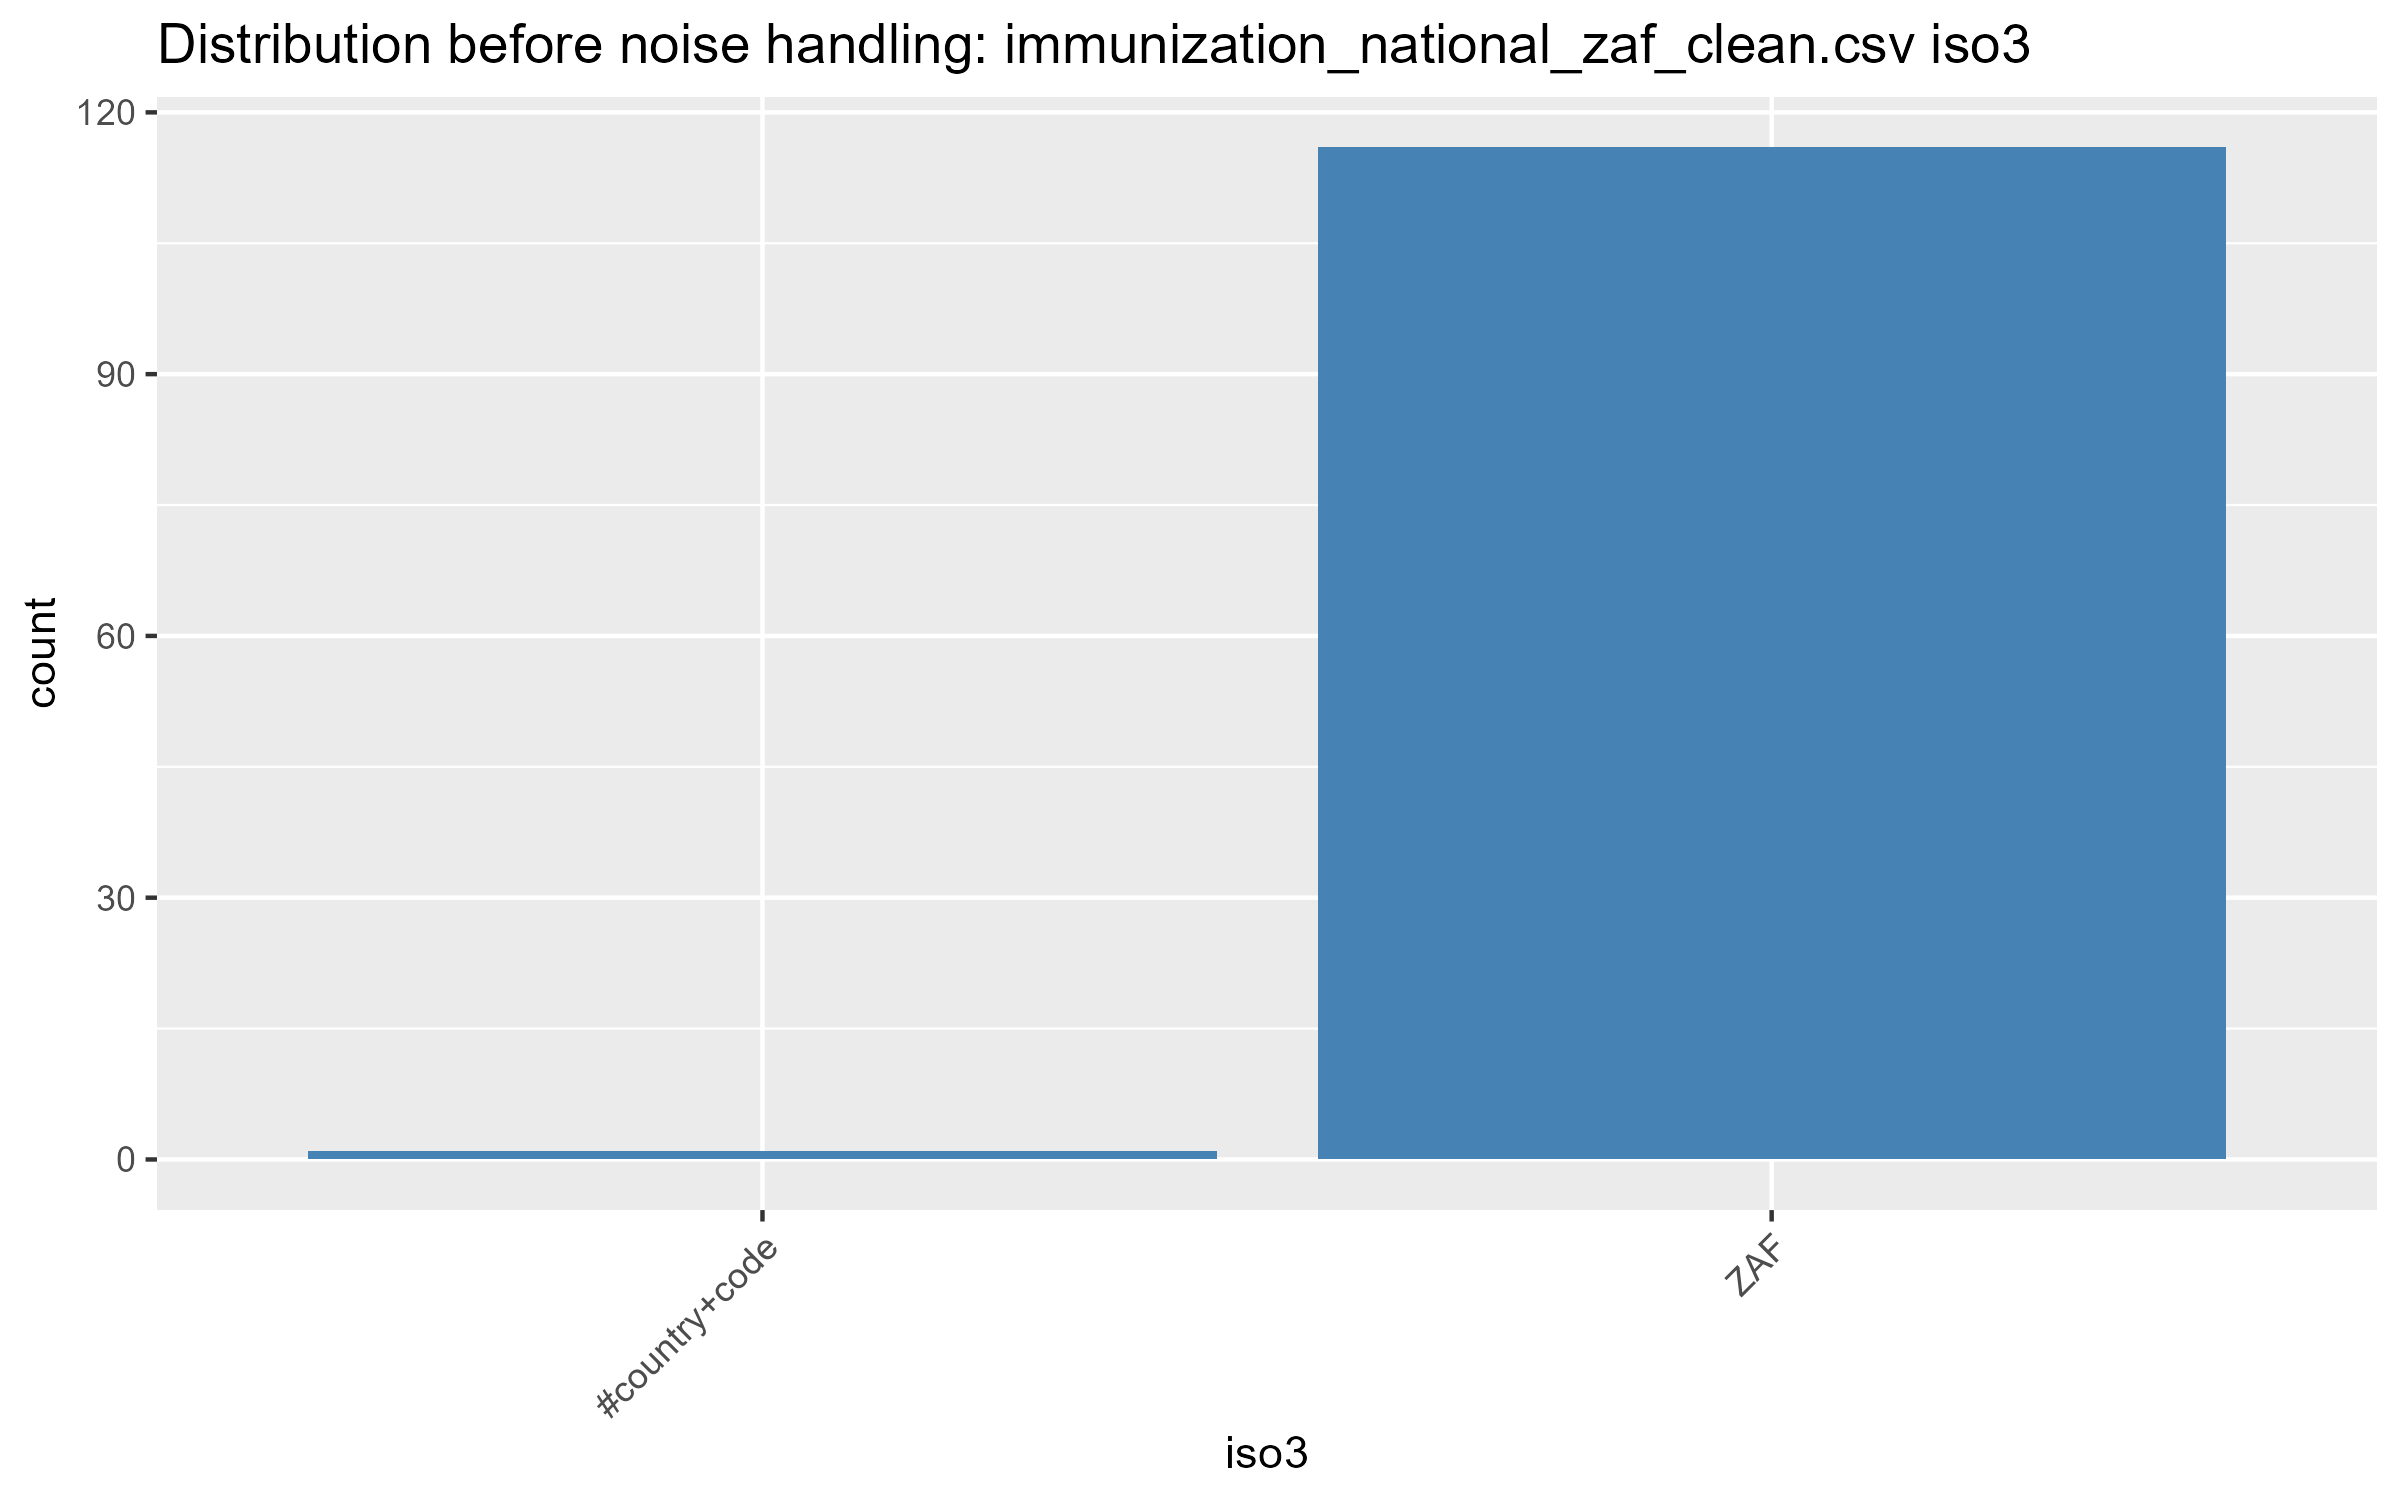 Distribution before noise handling: immunization_national_zaf_clean.csv iso3
120
90
60
30
0
count
#country+code
ZAF
iso3